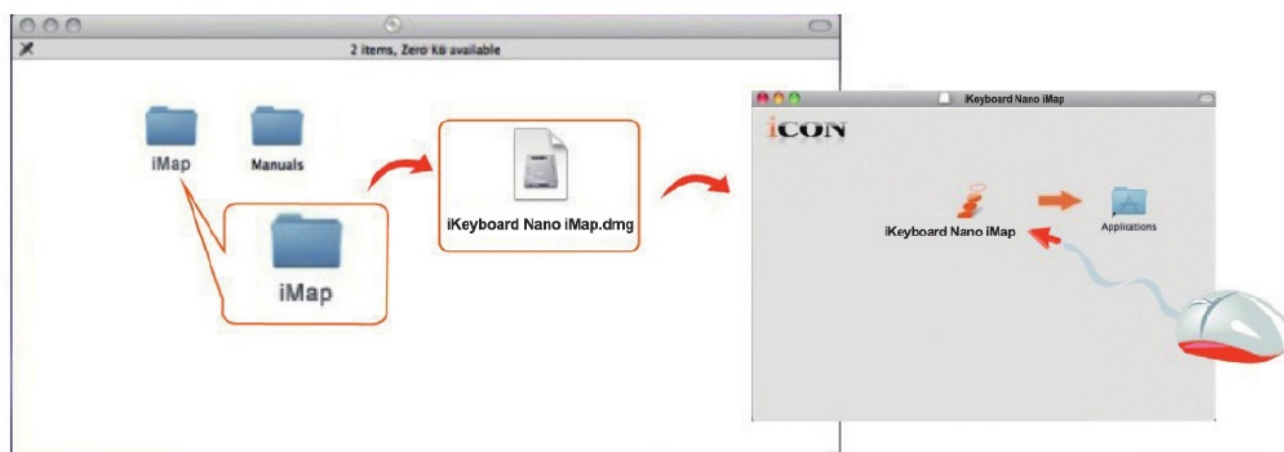 2 items, Zero KB available
iMap
Manuals
iMap
iKeyboard Nano iMap.dmg
iKeyboard Nano iMap
iCON
iKeyboard Nano iMap
Applications